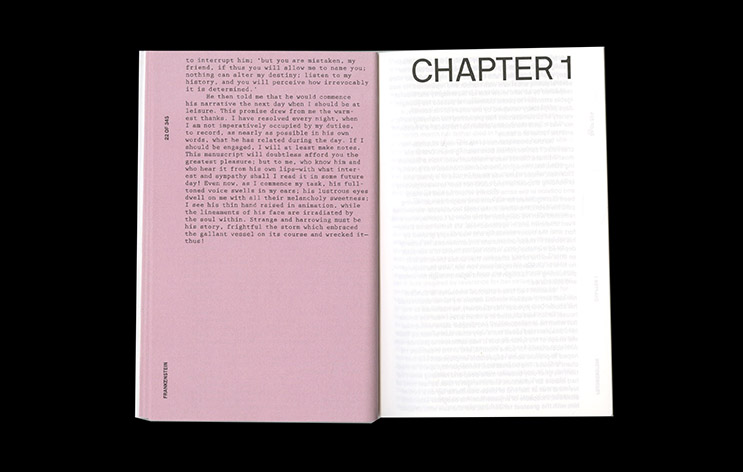 to interrupt him; 'but you are mistaken, my
friend, if thus you will allow me to name you;
nothing can alter my destiny; listen to my
history, and you will perceive how irrevocably
it is determined.'
He then told me that he would commence
his narrative the next day when I should be at
leisure. This promise drew from me the warm-
est thanks. I have resolved every night, when
I am not imperatively occupied by my duties,
to record, as nearly as possible in his own
words, what he has related during the day. If I
should be engaged, I will at least make notes.
This manuscript will doubtless afford you the
greatest pleasure; but to me, who know him and
who hear it from his own lips—with what inter-
est and sympathy shall I read it in some future
day! Even now, as I commence my task, his full-
toned voice swells in my ears; his lustrous eyes
dwell on me with all their melancholy sweetness;
I see his thin hand raised in animation, while
the lineaments of his face are irradiated by
the soul within. Strange and harrowing must be
his story, frightful the storm which embraced
the gallant vessel on its course and wrecked it—
thus!
22 OF 343
FRANKENSTEIN
CHAPTER 1